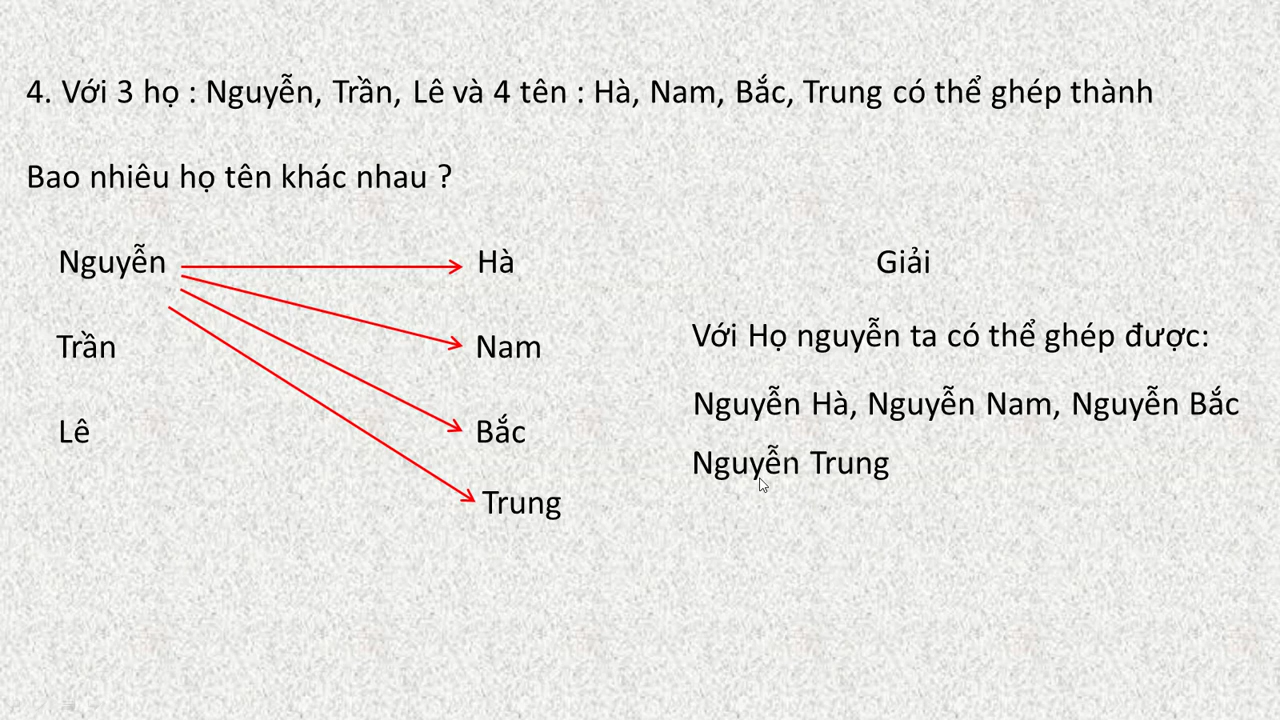 4. Với 3 họ : Nguyễn, Trần, Lê và 4 tên : Hà, Nam, Bắc, Trung có thể ghép thành
Bao nhiêu họ tên khác nhau ?
Nguyễn
Trần
Lê
Hà
Nam
Bắc
Trung
Giải
Với Họ nguyễn ta có thể ghép được:
Nguyễn Hà, Nguyễn Nam, Nguyễn Bắc
Nguyễn Trung